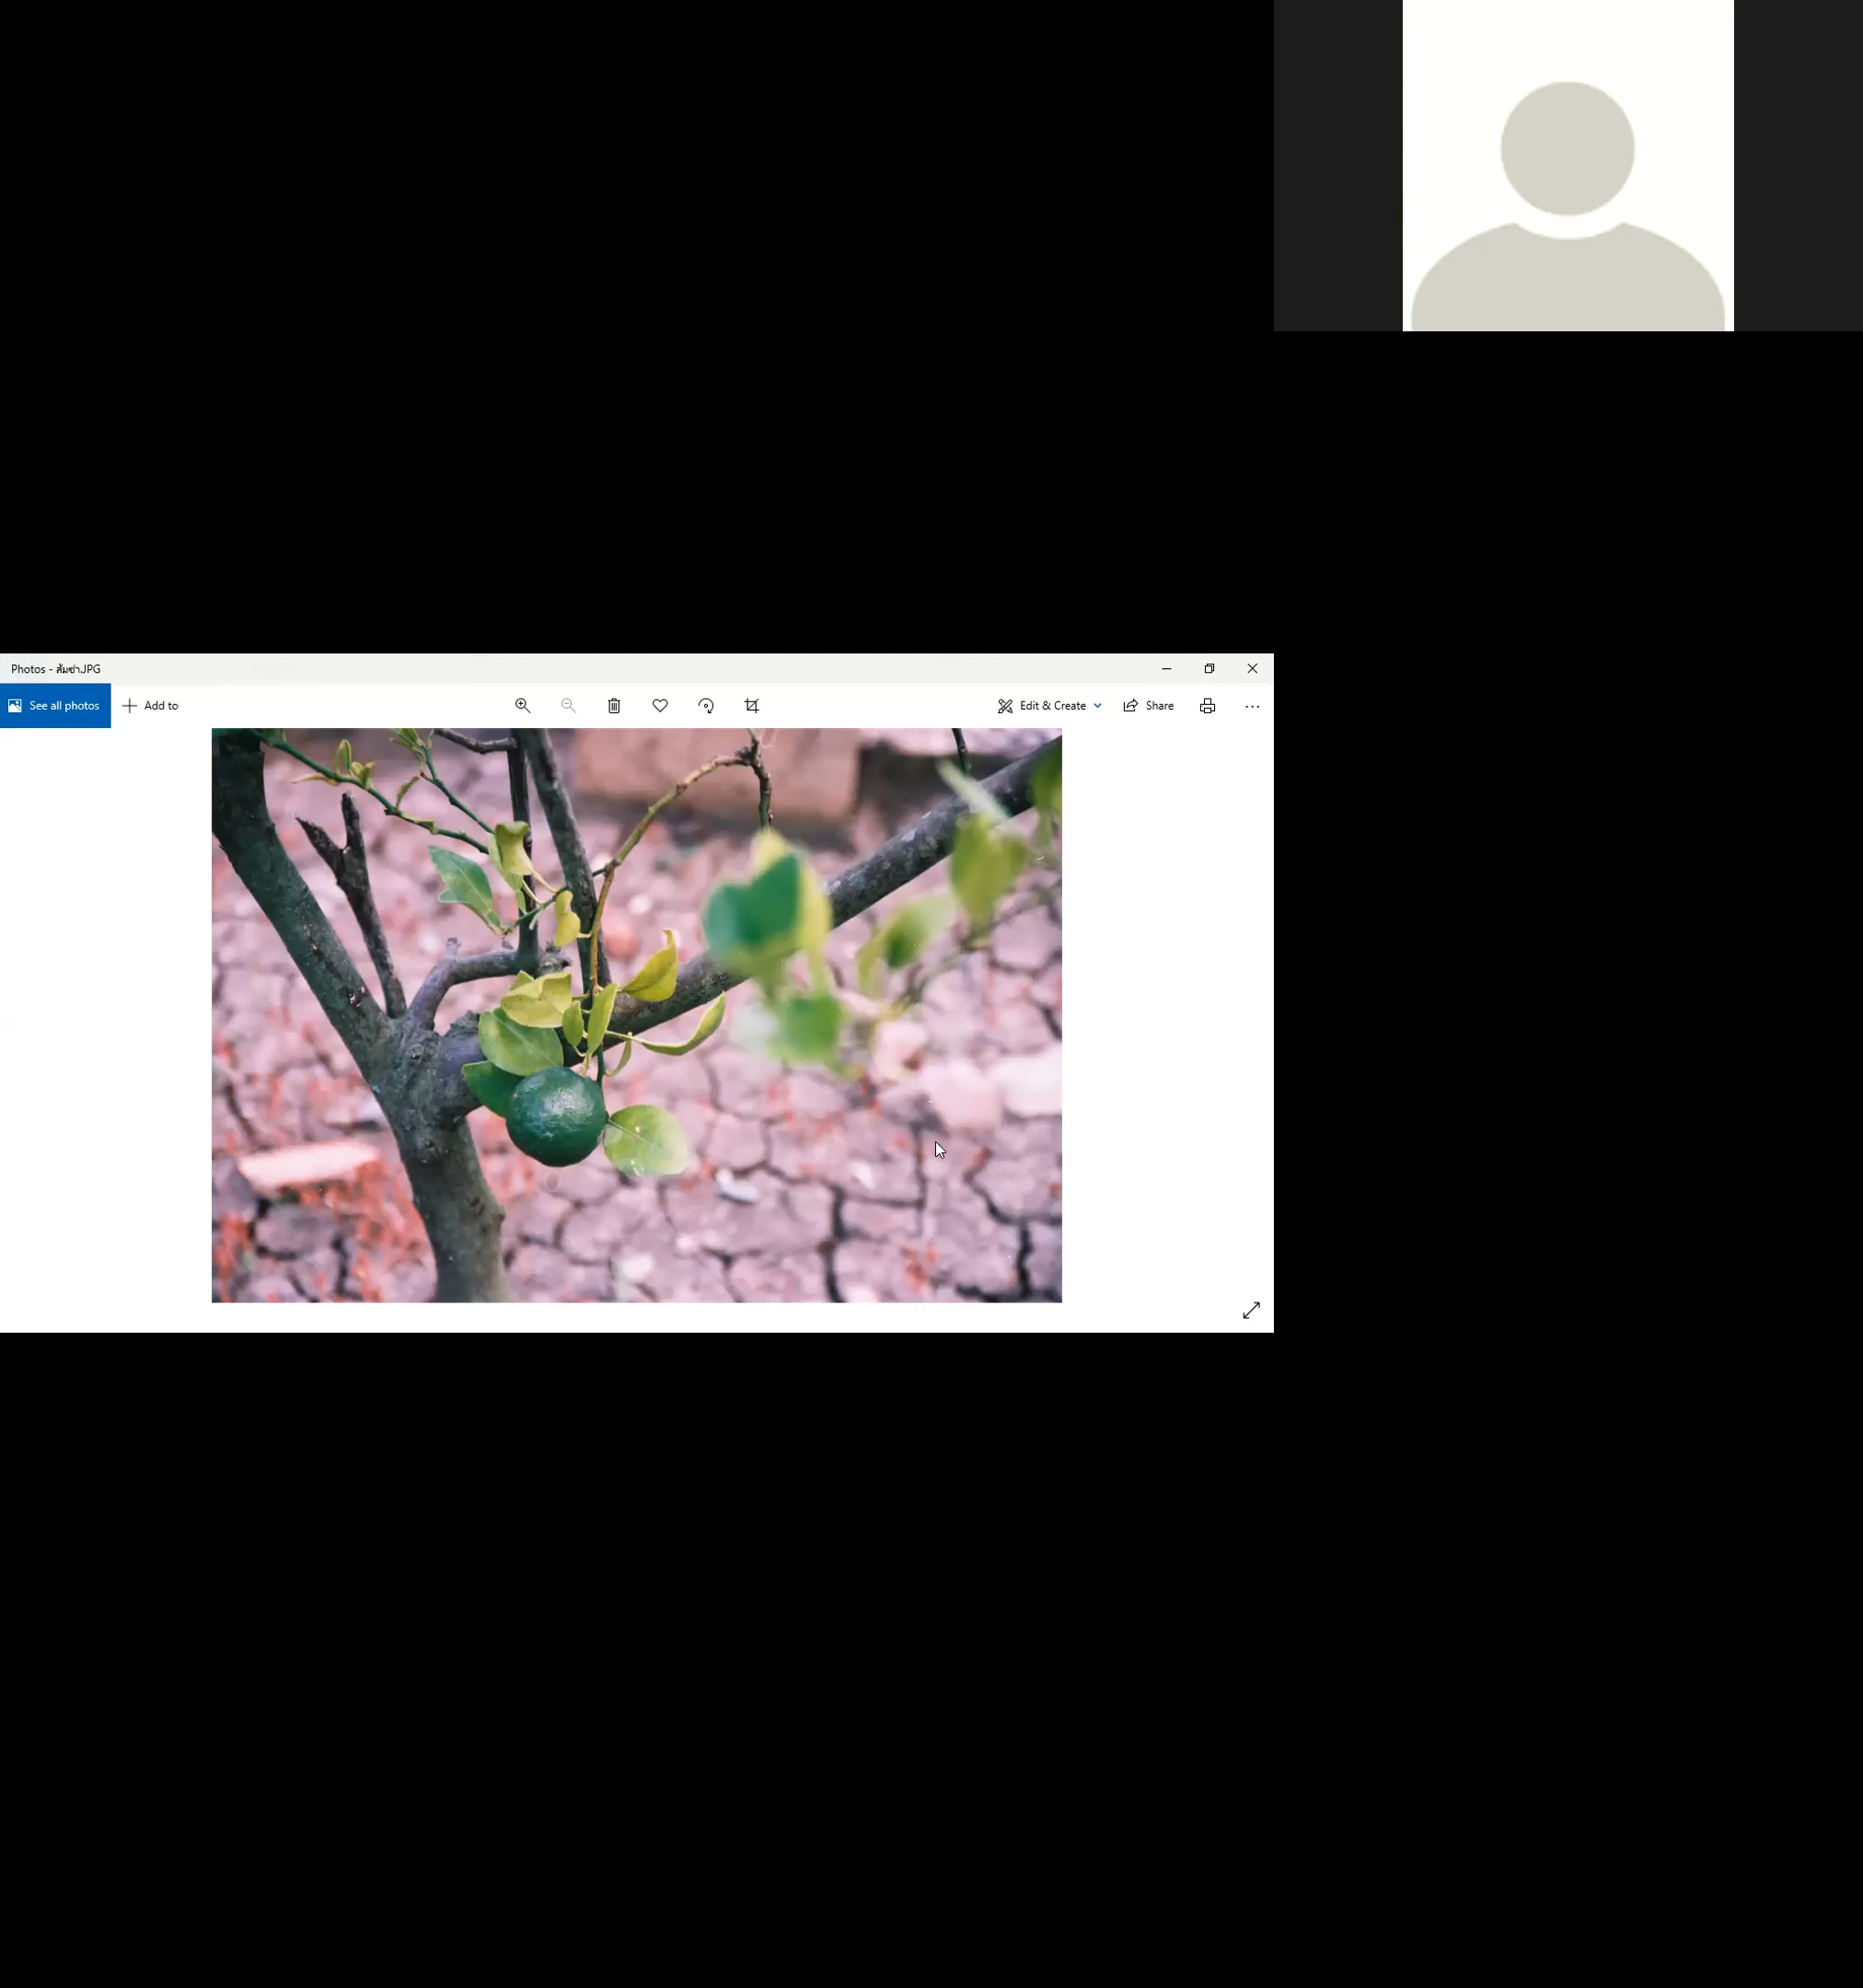 Photos - ส้มซ่า.JPG
See all photos
Add to
Edit & Create
Share